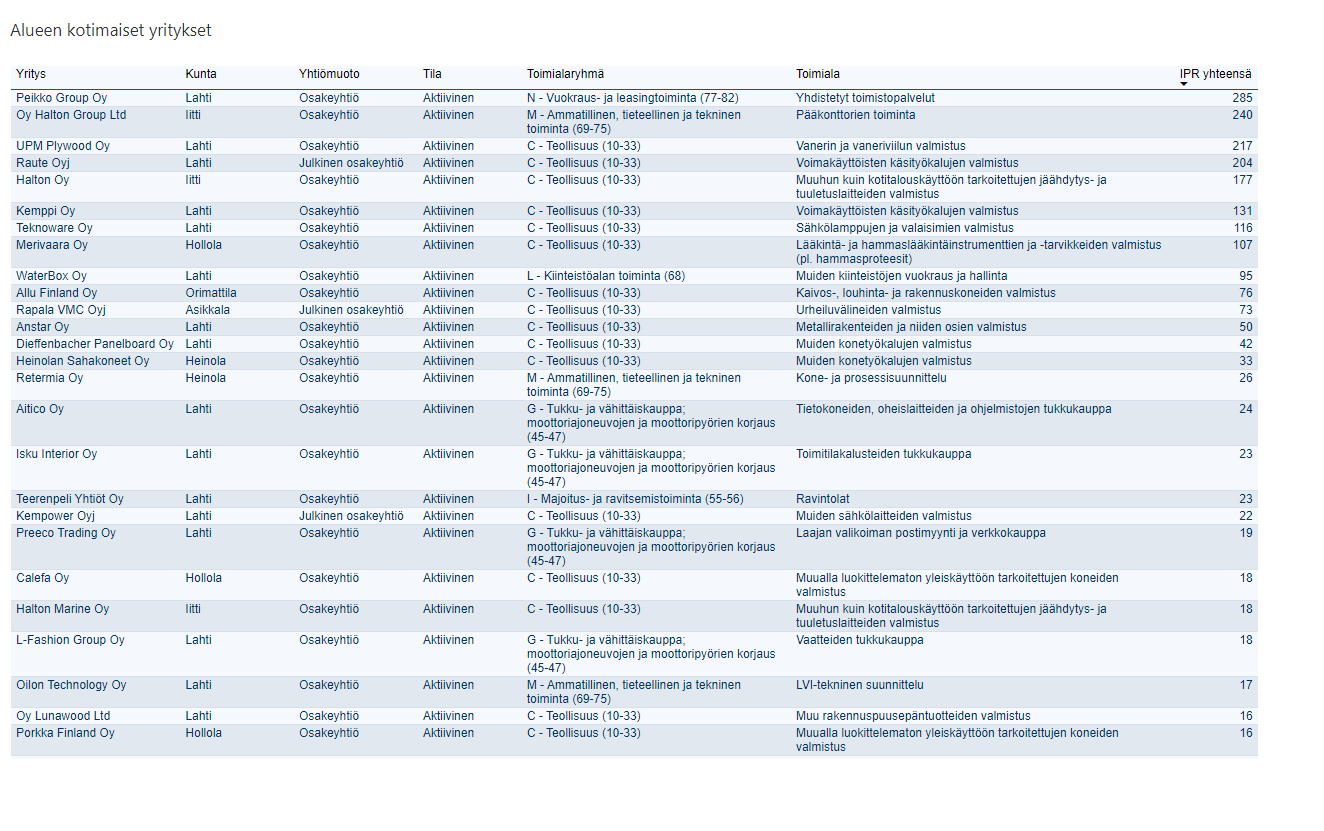 Alueen kotimaiset yritykset
Yritys Kunta Yhtiömuoto Tila Toimialaryhmä Toimiala IPR yhteensä
Peikko Group Oy Lahti Osakeyhtiö Aktiivinen N - Vuokraus- ja leasingtoiminta (77-82) Yhdistetyt toimistopalvelut 285
Oy Halton Group Ltd Iitti Osakeyhtiö Aktiivinen M - Ammatillinen, tieteellinen ja tekninen Pääkonttorien toiminta 240
toiminta (69-75)
UPM Plywood Oy Lahti Osakeyhtiö Aktiivinen C - Teollisuus (10-33) Vanerin ja vaneriviilun valmistus 217
Raute Oyj Lahti Julkinen osakeyhtiö Aktiivinen C - Teollisuus (10-33) Voimakäyttöisten käsityökalujen valmistus 204
Halton Oy Iitti Osakeyhtiö Aktiivinen C - Teollisuus (10-33) Muuhun kuin kotitalouskäyttöön tarkoitettujen jäähdytys- ja 177
tuuletuslaitteiden valmistus
Kemppi Oy Lahti Osakeyhtiö Aktiivinen C - Teollisuus (10-33) Voimakäyttöisten käsityökalujen valmistus 131
Teknoware Oy Lahti Osakeyhtiö Aktiivinen C - Teollisuus (10-33) Sähkölamppujen ja valaisimien valmistus 116
Merivaara Oy Hollola Osakeyhtiö Aktiivinen C - Teollisuus (10-33) Lääkintä- ja hammaslääkintäinstrumenttien ja -tarvikkeiden valmistus 107
(pl. hammasproteesit)
WaterBox Oy Lahti Osakeyhtiö Aktiivinen L - Kiinteistöalan toiminta (68) Muiden kiinteistöjen vuokraus ja hallinta 95
Allu Finland Oy Orimattila Osakeyhtiö Aktiivinen C - Teollisuus (10-33) Kaivos-, louhinta- ja rakennuskoneiden valmistus 76
Rapala VMC Oyj Asikkala Julkinen osakeyhtiö Aktiivinen C - Teollisuus (10-33) Urheiluvälineiden valmistus 73
Anstar Oy Lahti Osakeyhtiö Aktiivinen C - Teollisuus (10-33) Metallirakenteiden ja niiden osien valmistus 50
Dieffenbacher Panelboard Oy Lahti Osakeyhtiö Aktiivinen C - Teollisuus (10-33) Muiden konetyökalujen valmistus 42
Heinolan Sahakoneet Oy Heinola Osakeyhtiö Aktiivinen C - Teollisuus (10-33) Muiden konetyökalujen valmistus 33
Retermia Oy Heinola Osakeyhtiö Aktiivinen M - Ammatillinen, tieteellinen ja tekninen Kone- ja prosessisuunnittelu 26
toiminta (69-75)
Aitico Oy Lahti Osakeyhtiö Aktiivinen G - Tukku- ja vähittäiskauppa; Tietokoneiden, oheislaitteiden ja ohjelmistojen tukkukauppa 24
moottoriajoneuvojen ja moottoripyörien korjaus
(45-47)
Isku Interior Oy Lahti Osakeyhtiö Aktiivinen G - Tukku- ja vähittäiskauppa; Toimitilakalusteiden tukkukauppa 23
moottoriajoneuvojen ja moottoripyörien korjaus
(45-47)
Teerenpeli Yhtiöt Oy Lahti Osakeyhtiö Aktiivinen I - Majoitus- ja ravitsemistoiminta (55-56) Ravintolat 23
Kempower Oyj Lahti Julkinen osakeyhtiö Aktiivinen C - Teollisuus (10-33) Muiden sähkölaitteiden valmistus 22
Preeco Trading Oy Lahti Osakeyhtiö Aktiivinen G - Tukku- ja vähittäiskauppa; Laajan valikoiman postimyynti ja verkkokauppa 19
moottoriajoneuvojen ja moottoripyörien korjaus
(45-47)
Calefa Oy Hollola Osakeyhtiö Aktiivinen C - Teollisuus (10-33) Muualla luokittelematon yleiskäyttöön tarkoitettujen koneiden 18
valmistus
Halton Marine Oy Iitti Osakeyhtiö Aktiivinen C - Teollisuus (10-33) Muuhun kuin kotitalouskäyttöön tarkoitettujen jäähdytys- ja 18
tuuletuslaitteiden valmistus
L-Fashion Group Oy Lahti Osakeyhtiö Aktiivinen G - Tukku- ja vähittäiskauppa; Vaatteiden tukkukauppa 18
moottoriajoneuvojen ja moottoripyörien korjaus
(45-47)
Oilon Technology Oy Lahti Osakeyhtiö Aktiivinen M - Ammatillinen, tieteellinen ja tekninen LVI-tekninen suunnittelu 17
toiminta (69-75)
Oy Lunawood Ltd Lahti Osakeyhtiö Aktiivinen C - Teollisuus (10-33) Muu rakennuspuusepäntuotteiden valmistus 16
Porkka Finland Oy Hollola Osakeyhtiö Aktiivinen C - Teollisuus (10-33) Muualla luokittelematon yleiskäyttöön tarkoitettujen koneiden 16
valmistus